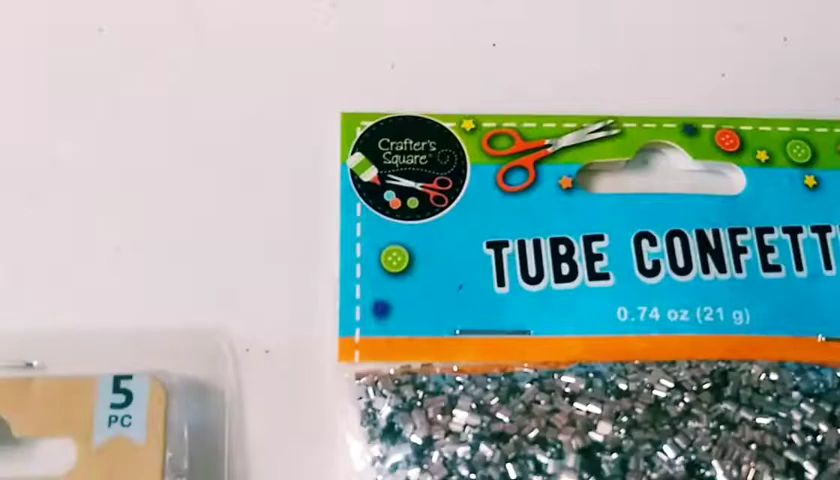 Crafter's
Square
TUBE CONFETT
0.74 oz (21 g)
5
PC